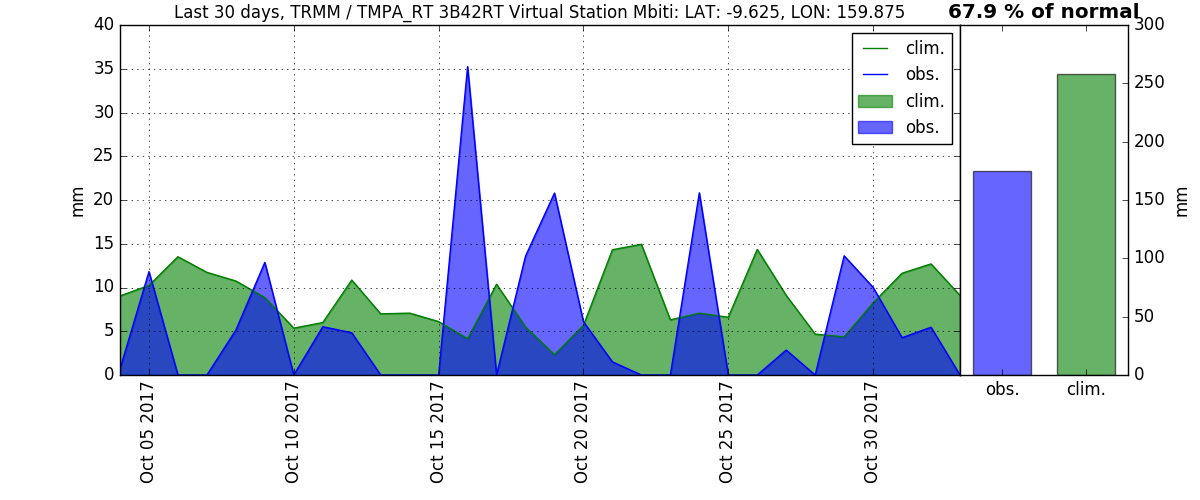 Last 30 days, TRMM / TMPA_RT 3B42RT Virtual Station Mbiti: LAT: -9.625, LON: 159.875
67.9 % of normal
clim.
obs.
clim.
obs.
mm
40
35
30
25
20
15
10
5
0
Oct 05 2017
Oct 10 2017
Oct 15 2017
Oct 20 2017
Oct 25 2017
Oct 30 2017
300
250
200
150
100
50
0
mm
obs.
clim.